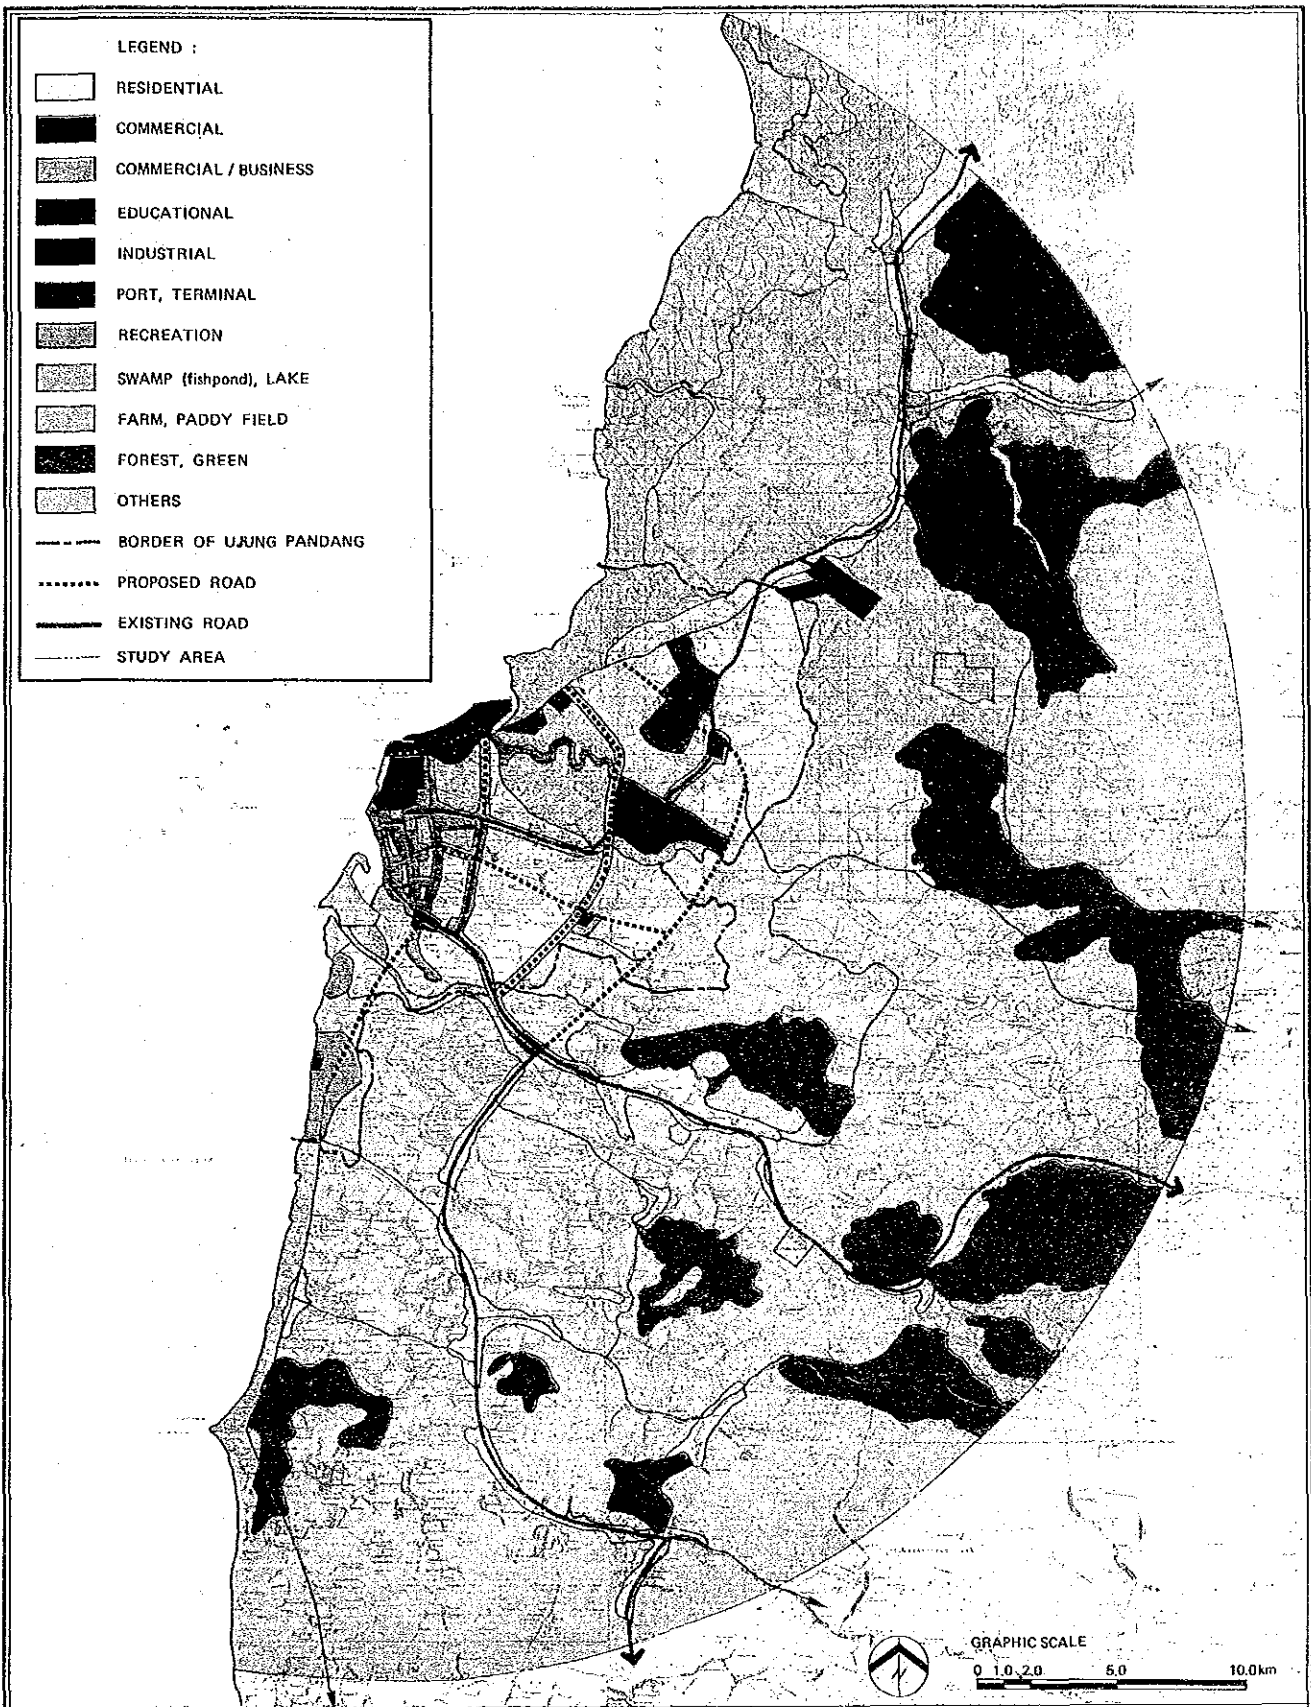 LEGEND :
RESIDENTIAL
COMMERCIAL
COMMERCIAL / BUSINESS
EDUCATIONAL
INDUSTRIAL
PORT, TERMINAL
RECREATION
SWAMP (fishpond), LAKE
FARM, PADDY FIELD
FOREST, GREEN
OTHERS
BORDER OF UJUNG PANDANG
PROPOSED ROAD
EXISTING ROAD
STUDY AREA
GRAPHIC SCALE
0 1.0 2.0 5.0 10.0km